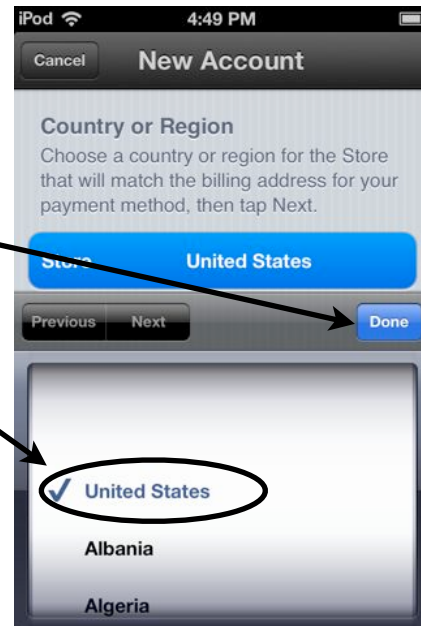 iPod 4:49 PM
Cancel New Account
Country or Region
Choose a country or region for the Store
that will match the billing address for your
payment method, then tap Next.
Store United States
Previous Next Done
✓ United States
Albania
Algeria